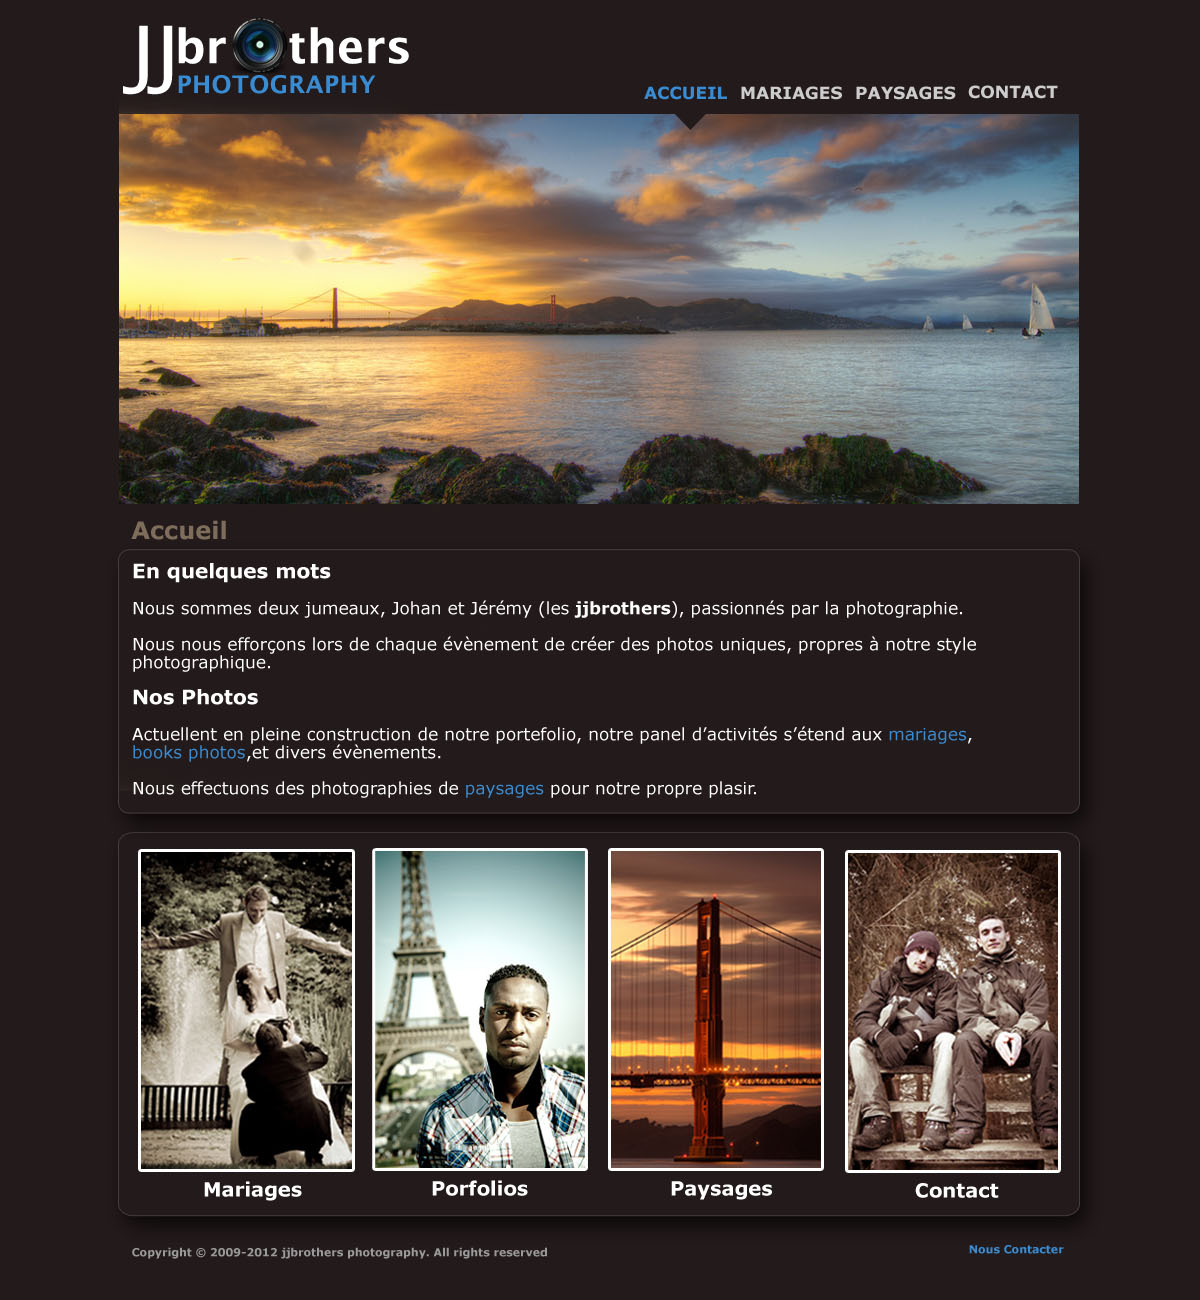 JJbrothers
PHOTOGRAPHY
ACCUEIL MARIAGES PAYSAGES CONTACT
Accueil
En quelques mots
Nous sommes deux jumeaux, Johan et Jérémy (les jjbrothers), passionnés par la photographie.
Nous nous efforçons lors de chaque évènement de créer des photos uniques, propres à notre style
photographique.
Nos Photos
Actuellent en pleine construction de notre portefolio, notre panel d’activités s’étend aux mariages,
books photos,et divers évènements.
Nous effectuons des photographies de paysages pour notre propre plasir.
Mariages Porfolios Paysages Contact
Copyright © 2009-2012 jjbrothers photography. All rights reserved
Nous Contacter